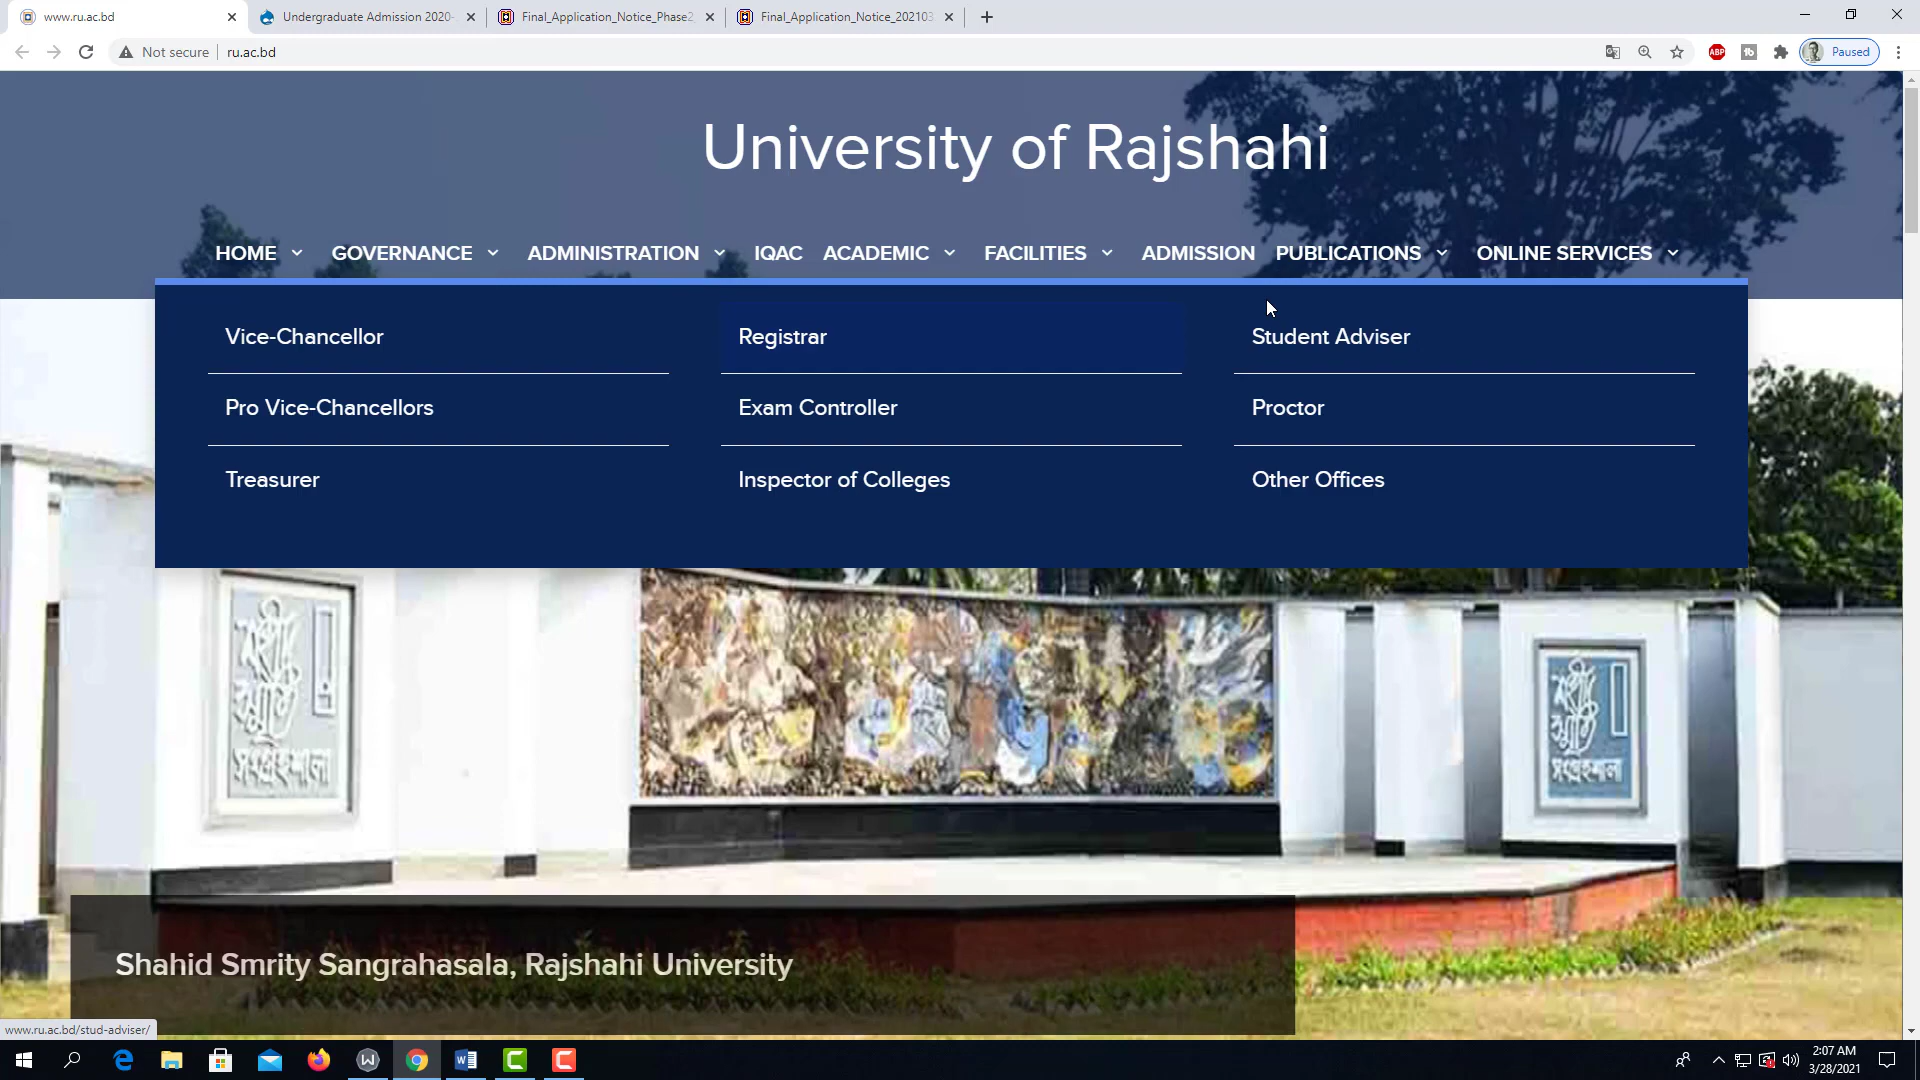 www.ru.ac.bd
Undergraduate Admission 2020-
Final_Application_Notice_Phase2
Final_Application_Notice_202103
Not secure
ru.ac.bd
Paused
University of Rajshahi
HOME
GOVERNANCE
ADMINISTRATION
IQAC
ACADEMIC
FACILITIES
ADMISSION
PUBLICATIONS
ONLINE SERVICES
Vice-Chancellor
Registrar
Student Adviser
Pro Vice-Chancellors
Exam Controller
Proctor
Treasurer
Inspector of Colleges
Other Offices
সংগ্রহশালা
সংগ্রহশালা
Shahid Smrity Sangrahasala, Rajshahi University
www.ru.ac.bd/stud-adviser/
2:07 AM
3/28/2021